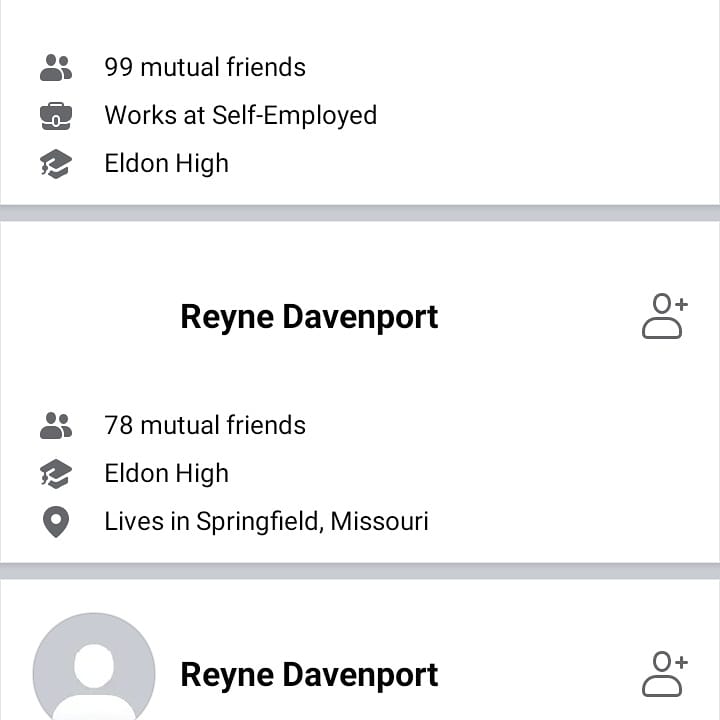 99 mutual friends
Works at Self-Employed
Eldon High
Reyne Davenport
78 mutual friends
Eldon High
Lives in Springfield, Missouri
Reyne Davenport